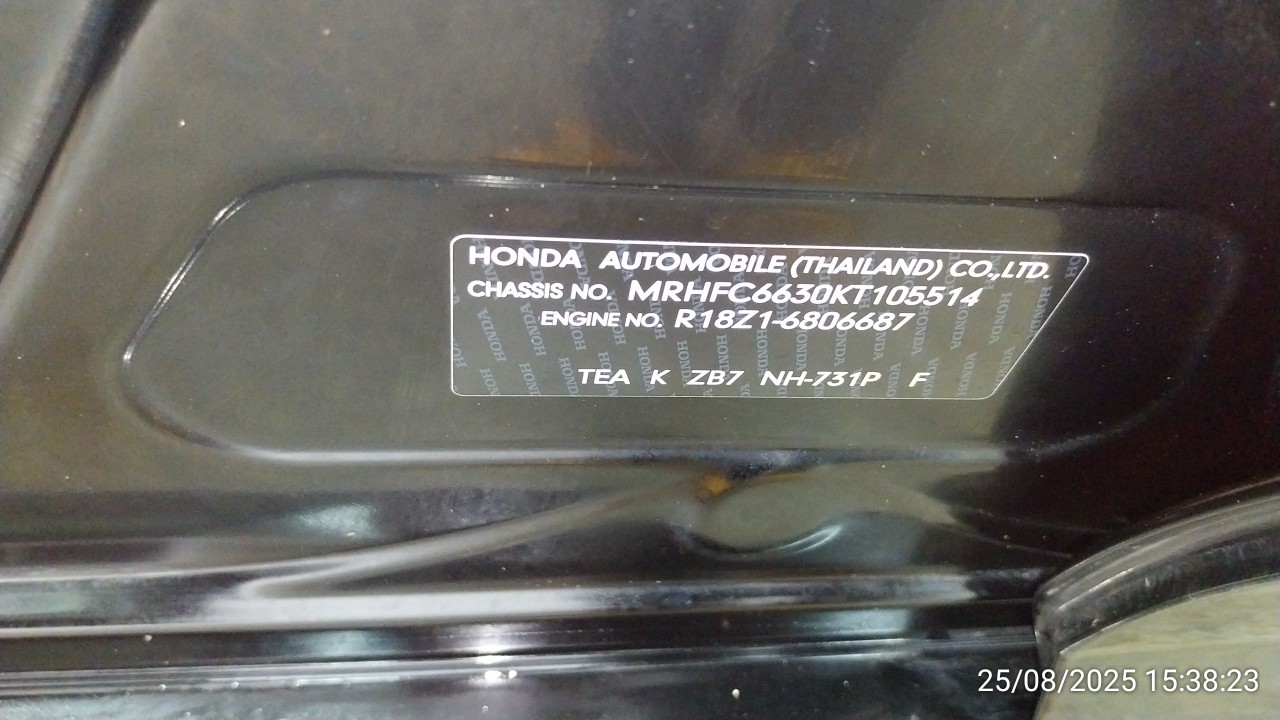 HONDA AUTOMOBILE (THAILAND) CO.,LTD.
CHASSIS NO. MRHFC6630KT105514
ENGINE NO. R18Z1-6806687
TEA K ZB7 NH-731P F
25/08/2025 15:38:23